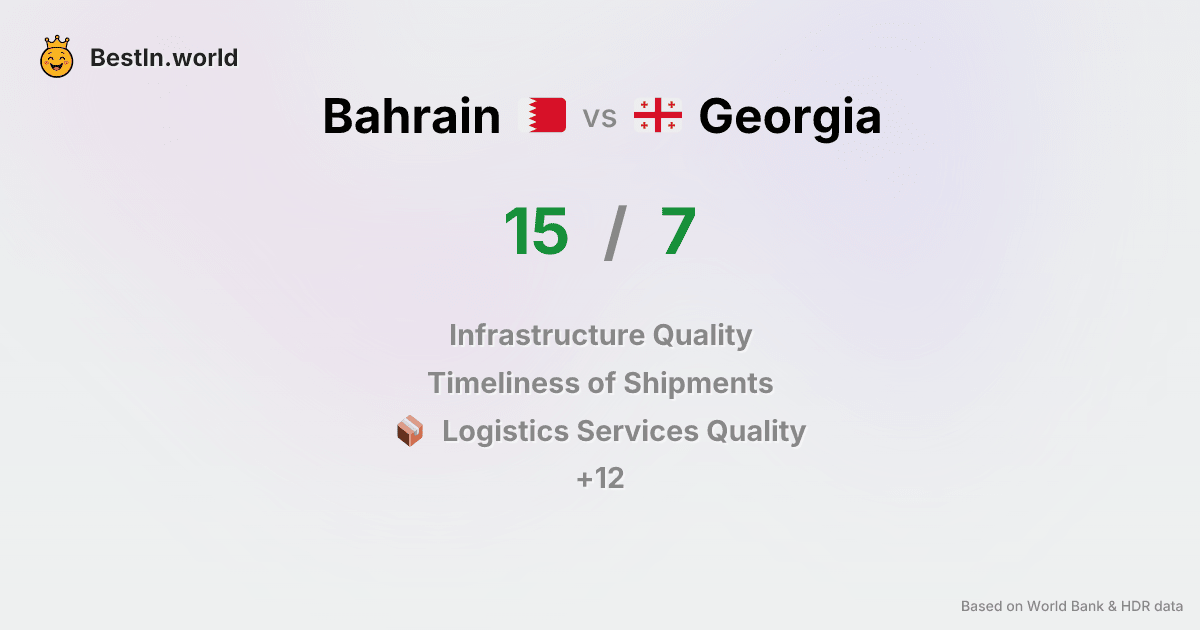 BestIn.world
Bahrain vs Georgia
15 / 7
Infrastructure Quality
Timeliness of Shipments
Logistics Services Quality
+12
Based on World Bank & HDR data